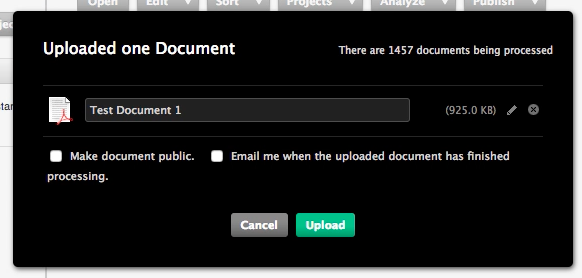 Open Edit Sort Projects Analyze Publish
Uploaded one Document
There are 1457 documents being processed
Test Document 1
(925.0 KB)
Make document public. Email me when the uploaded document has finished
processing.
Cancel Upload